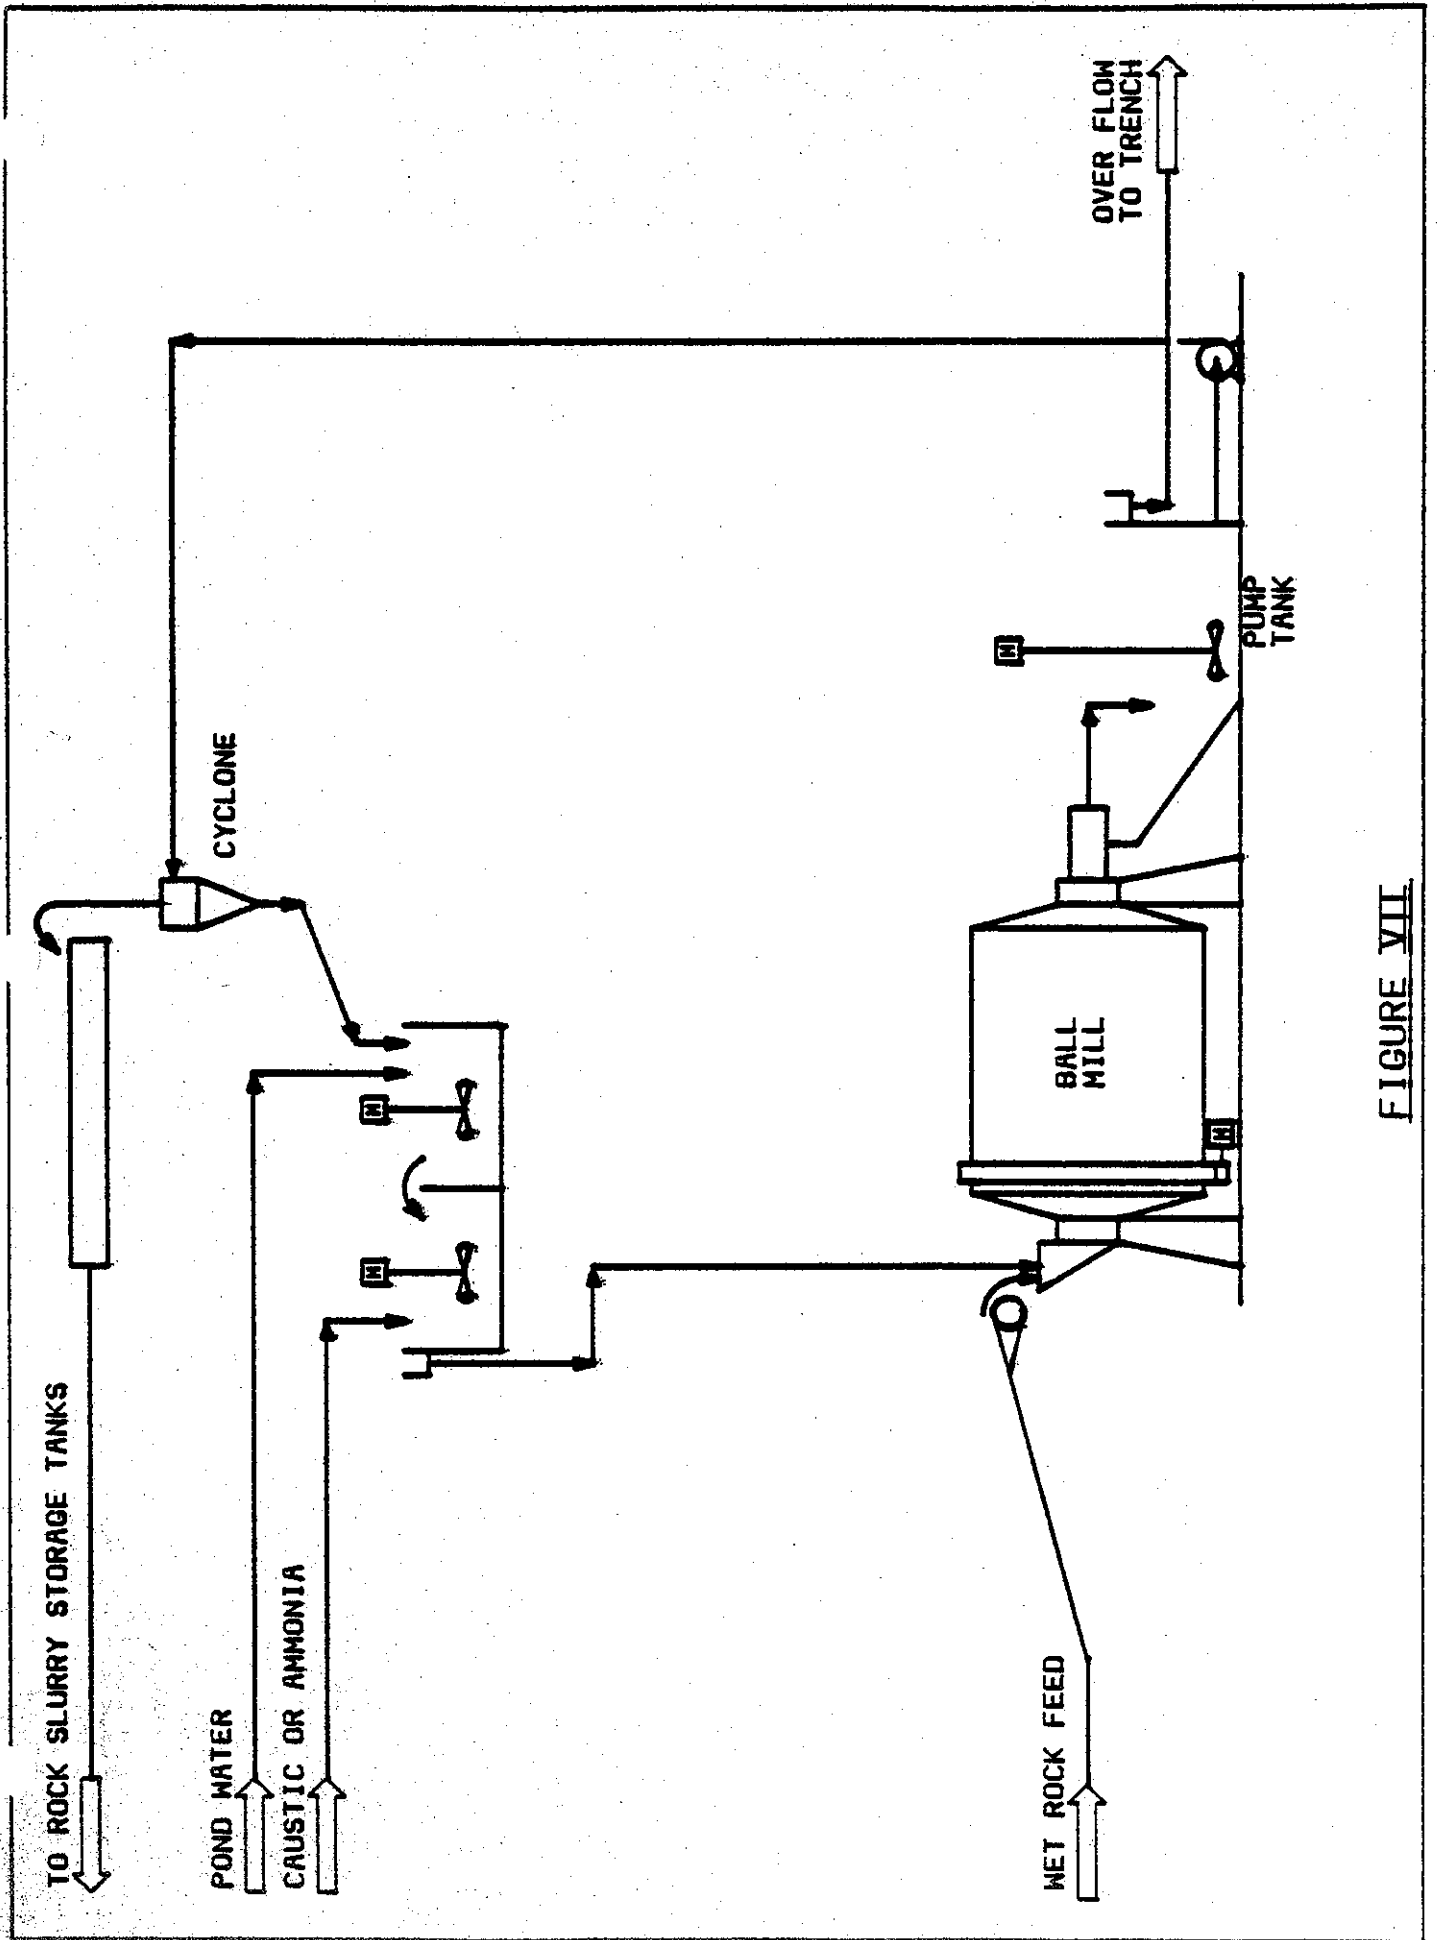 TO ROCK SLURRY STORAGE TANKS
CYCLONE
POND WATER
CAUSTIC OR AMMONIA
M
M
M
OVER FLOW
TO TRENCH
WET ROCK FEED
BALL
MILL
M
PUMP
TANK
FIGURE VII